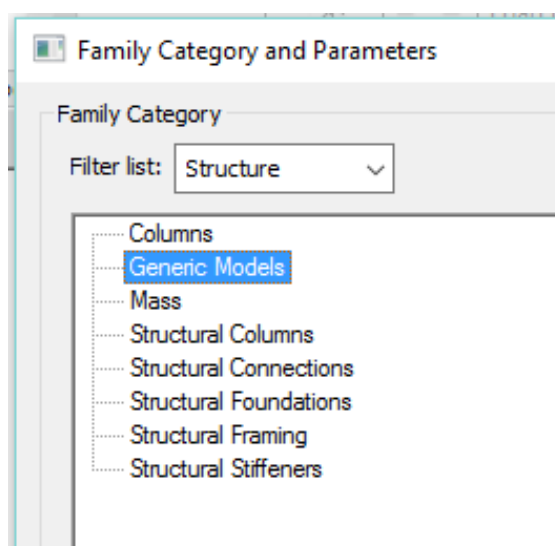 Family Category and Parameters
Family Category
Filter list: Structure
Columns
Generic Models
Mass
Structural Columns
Structural Connections
Structural Foundations
Structural Framing
Structural Stiffeners